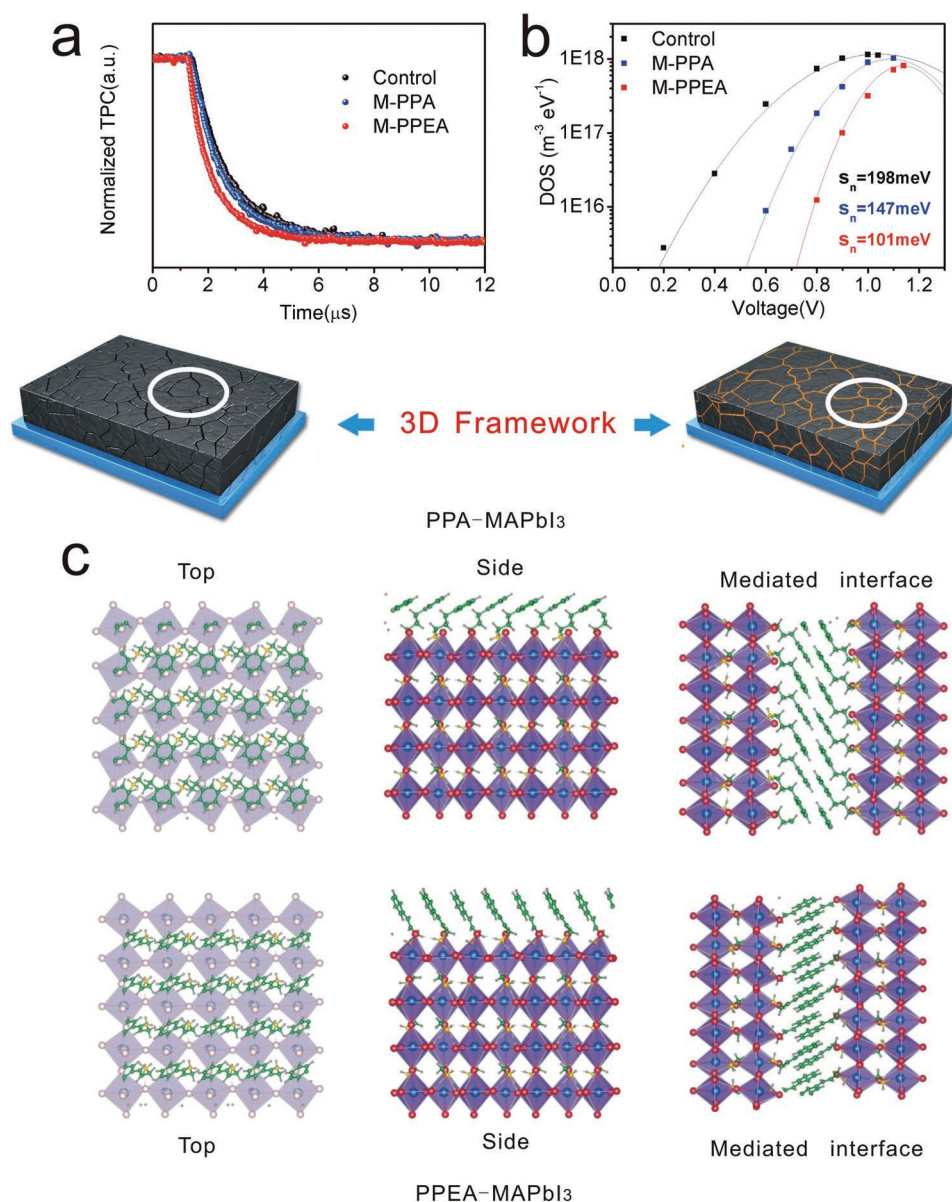 a
Normalized TPC(a.u.)
Control
M-PPA
M-PPEA
0 2 4 6 8 10 12
Time(μs)
b
DOS (m⁻³ eV⁻¹)
1E18
1E17
1E16
Control
M-PPA
M-PPEA
sₙ=198meV
sₙ=147meV
sₙ=101meV
0.0 0.2 0.4 0.6 0.8 1.0 1.2
Voltage(V)
3D Framework
PPA-MAPbI₃
c
Top
Side
Mediated interface
Top
Side
Mediated interface
PPEA-MAPbI₃